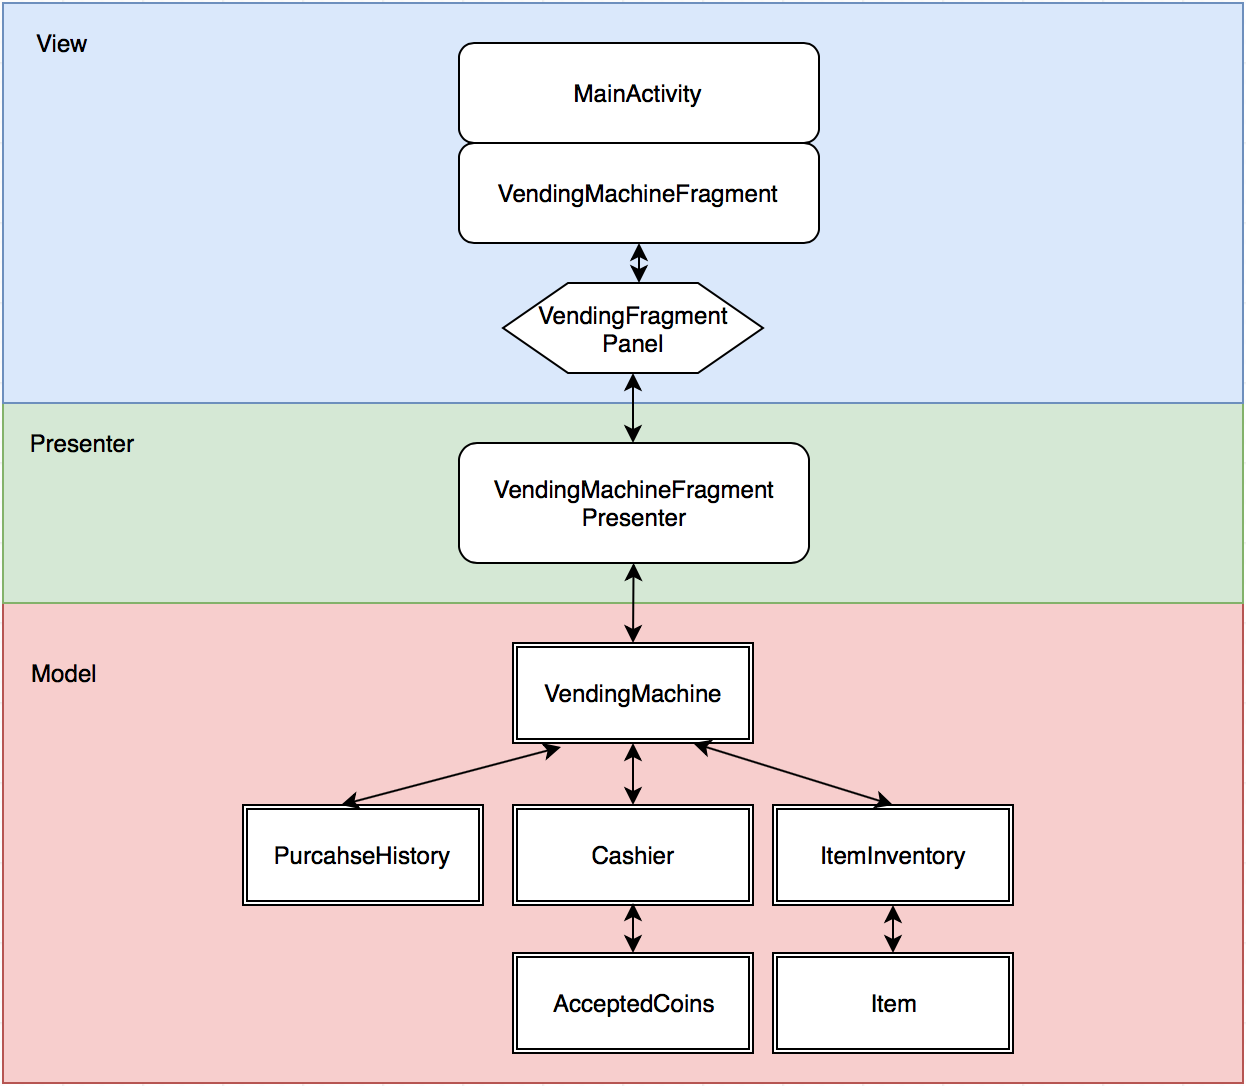 View
MainActivity
VendingMachineFragment
VendingFragment
Panel
Presenter
VendingMachineFragment
Presenter
Model
VendingMachine
PurcahseHistory
Cashier
ItemInventory
AcceptedCoins
Item